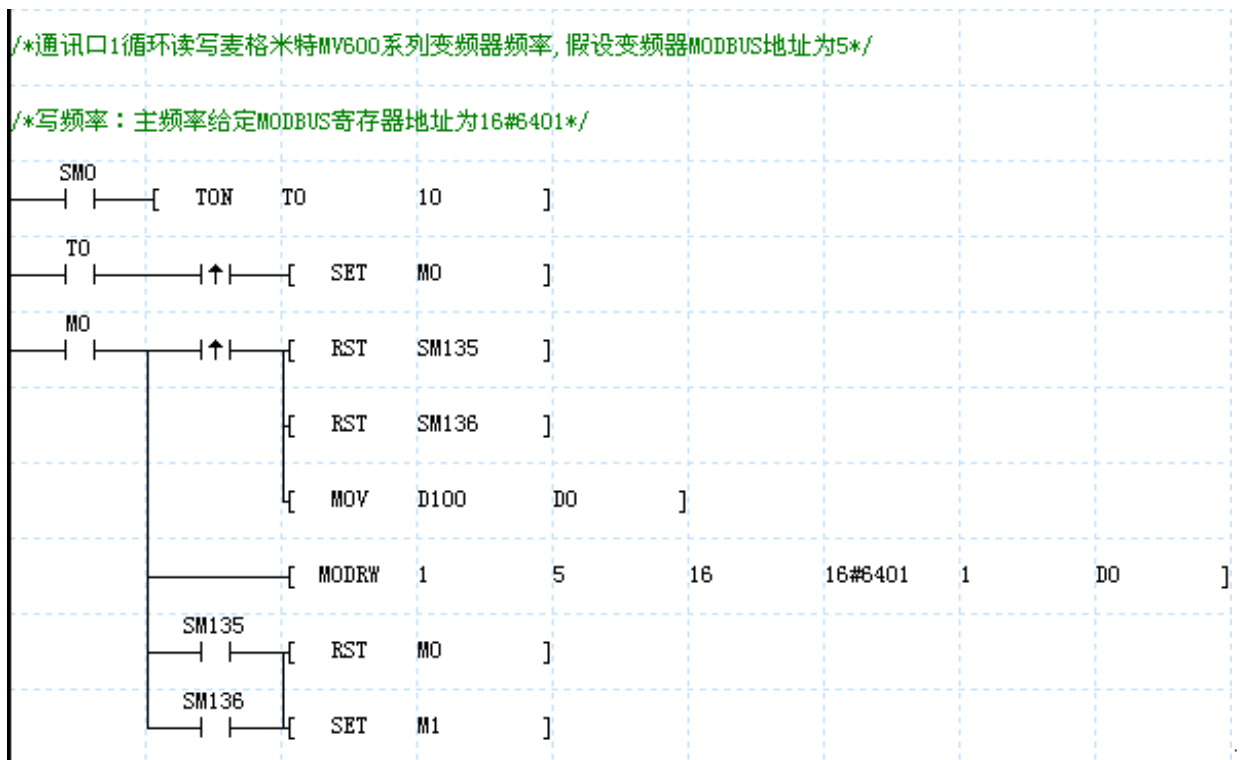 /*通讯口1循环读写麦格米特MV600系列变频器频率,假设变频器MODBUS地址为5*/
/*写频率：主频率给定MODBUS寄存器地址为16#6401*/
SM0
[ TON T0 10 ]
T0
[ SET M0 ]
M0
[ RST SM135 ]
[ RST SM136 ]
[ MOV D100 D0 ]
[ MODRW 1 5 16 16#6401 1 D0 ]
SM135
[ RST M0 ]
SM136
[ SET M1 ]